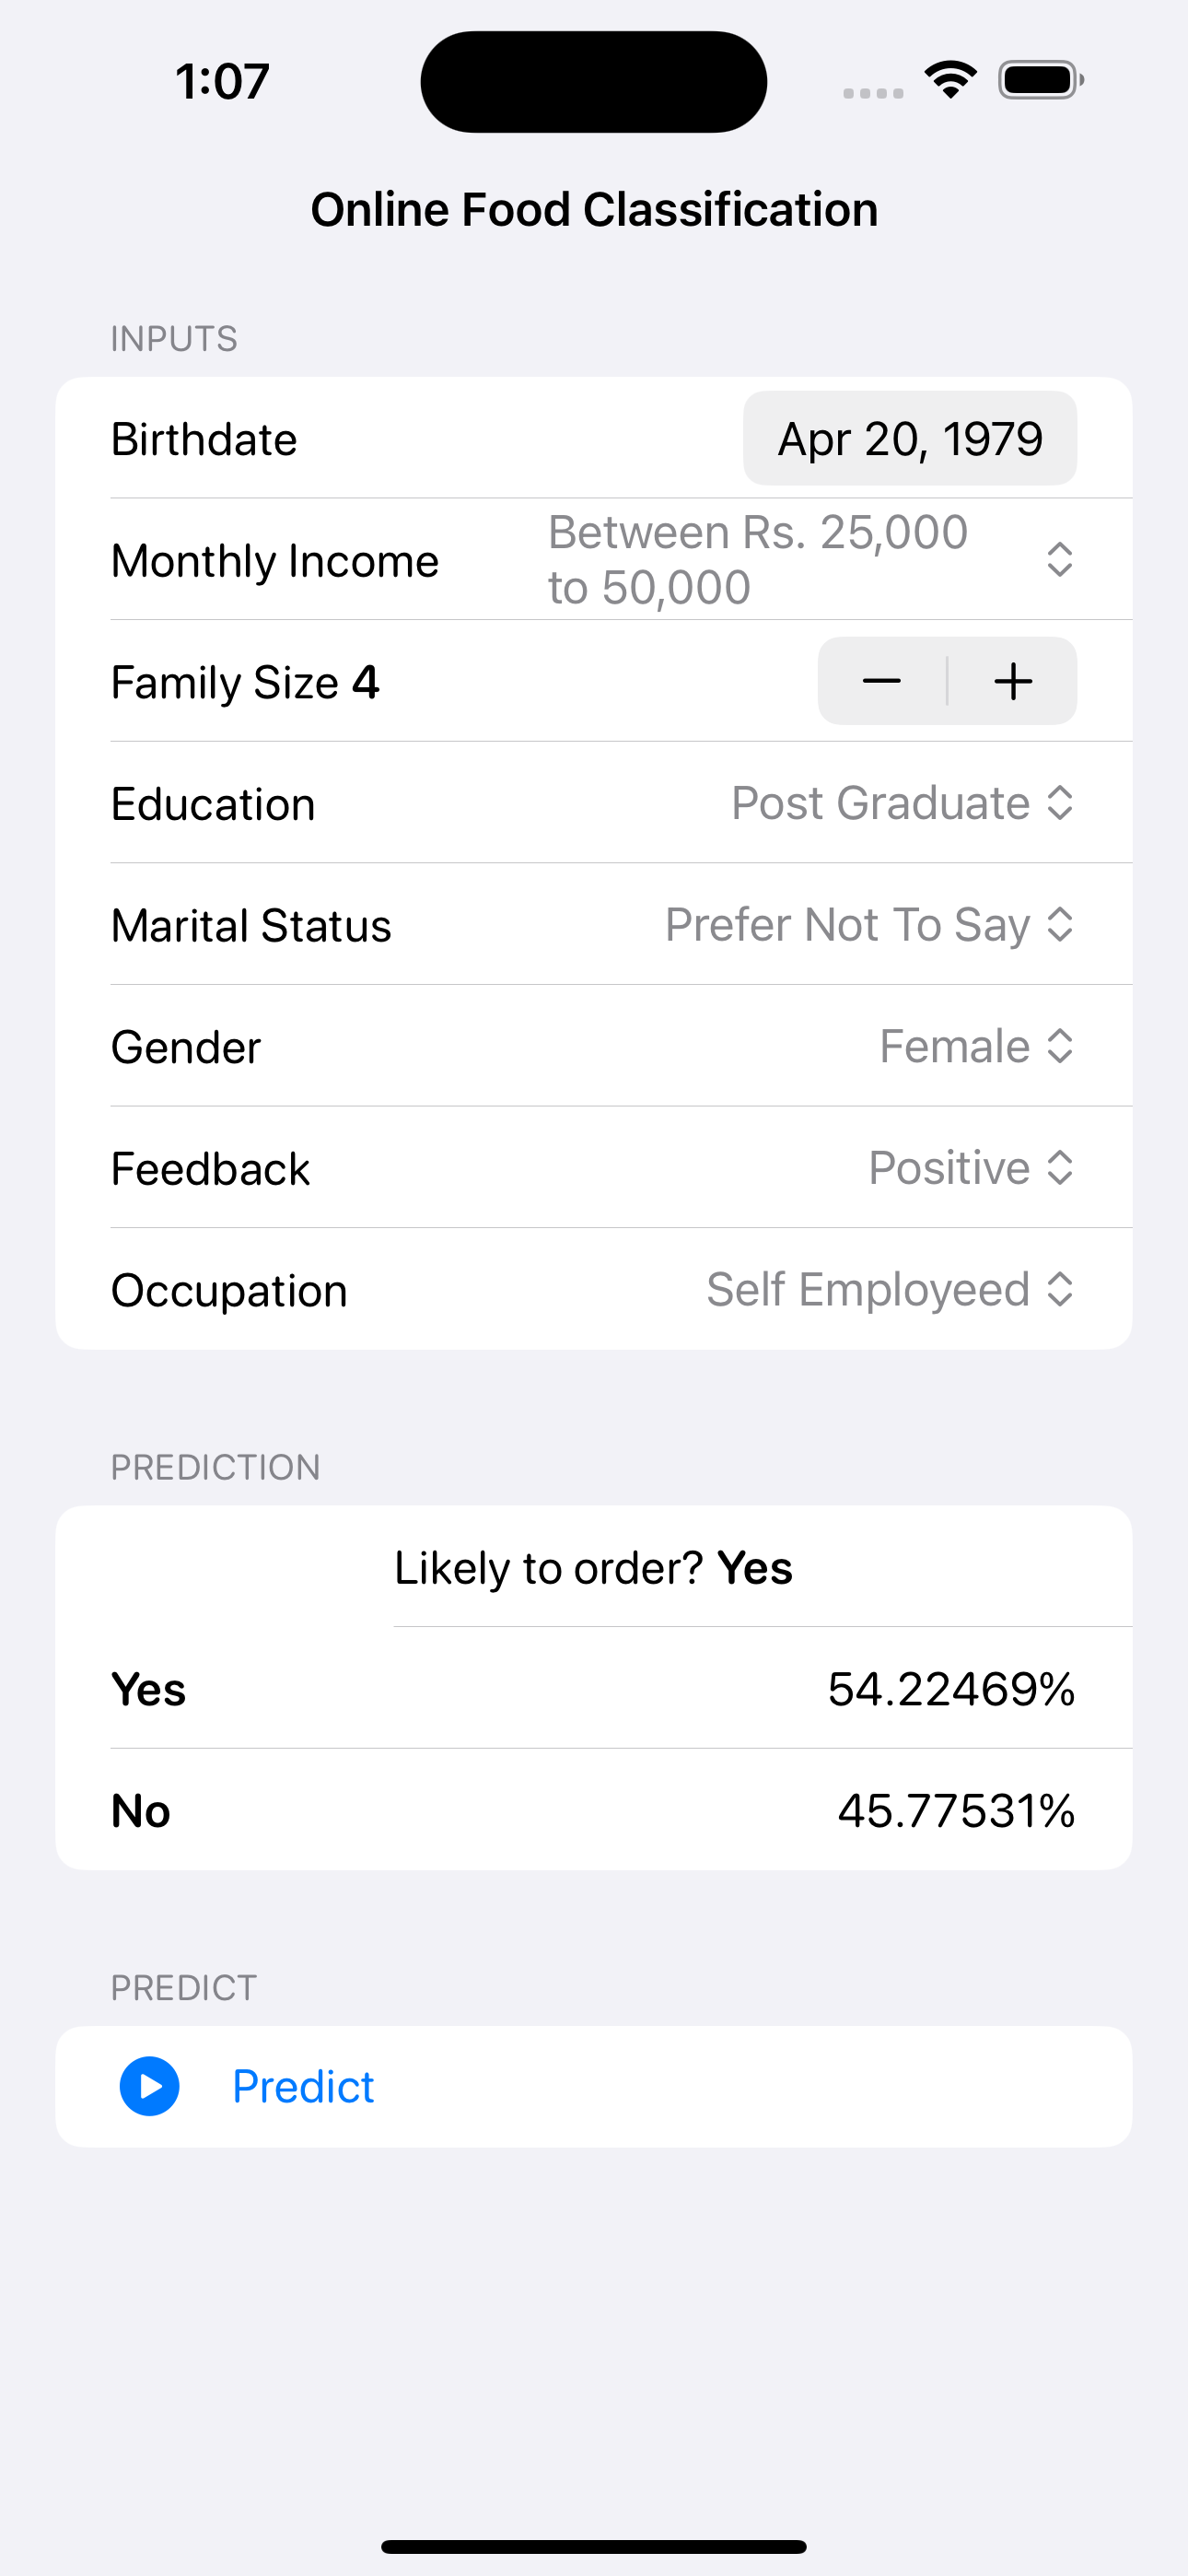 1:07
Online Food Classification
INPUTS
Birthdate Apr 20, 1979
Monthly Income Between Rs. 25,000
to 50,000
Family Size 4
Education Post Graduate
Marital Status Prefer Not To Say
Gender Female
Feedback Positive
Occupation Self Employeed
PREDICTION
Likely to order? Yes
Yes 54.22469%
No 45.77531%
PREDICT
Predict